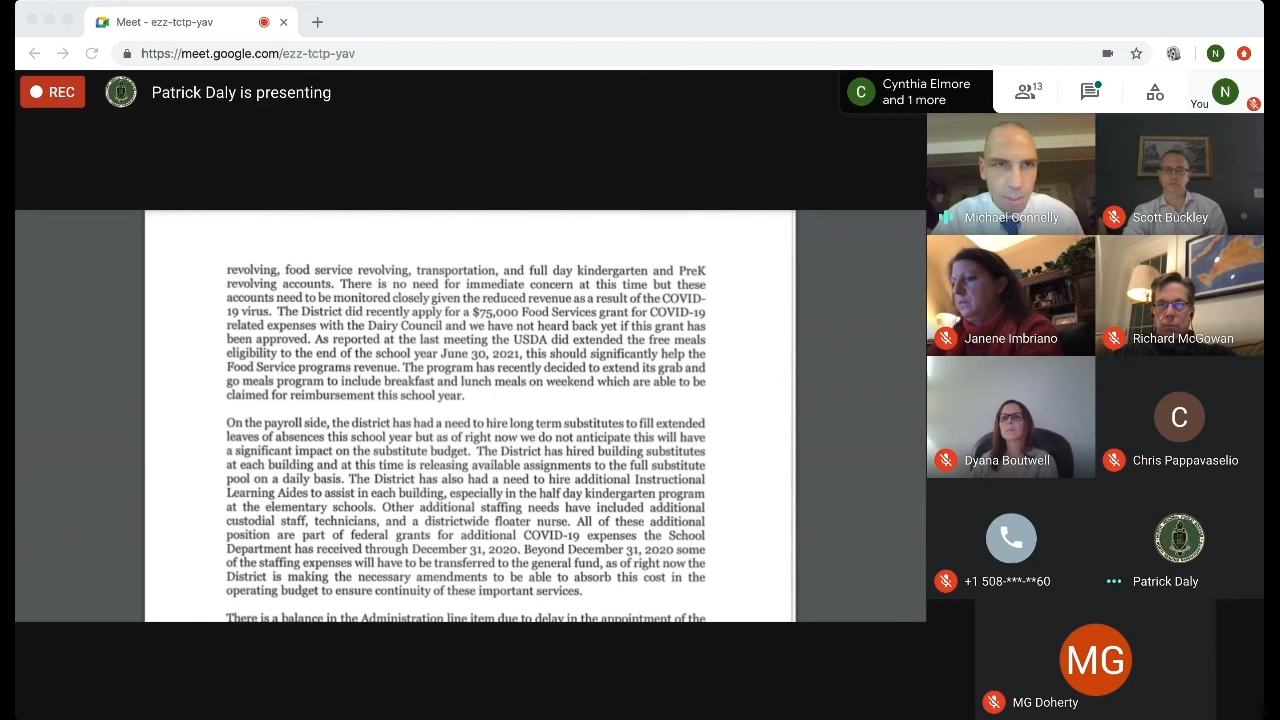 Meet - ezz-tctp-yav
https://meet.google.com/ezz-tctp-yav
N
REC
Patrick Daly is presenting
C
Cynthia Elmore
and 1 more
13
You
N
revolving, food service revolving, transportation, and full day kindergarten and PreK
revolving accounts. There is no need for immediate concern at this time but these
accounts need to be monitored closely given the reduced revenue as a result of the COVID-
19 virus. The District did recently apply for a $75,000 Food Services grant for COVID-19
related expenses with the Dairy Council and we have not heard back yet if this grant has
been approved. As reported at the last meeting the USDA did extended the free meals
eligibility to the end of the school year June 30, 2021, this should significantly help the
Food Service programs revenue. The program has recently decided to extend its grab and
go meals program to include breakfast and lunch meals on weekend which are able to be
claimed for reimbursement this school year.
On the payroll side, the district has had a need to hire long term substitutes to fill extended
leaves of absences this school year but as of right now we do not anticipate this will have
a significant impact on the substitute budget. The District has hired building substitutes
at each building and at this time is releasing available assignments to the full substitute
pool on a daily basis. The District has also had a need to hire additional Instructional
Learning Aides to assist in each building, especially in the half day kindergarten program
at the elementary schools. Other additional staffing needs have included additional
custodial staff, technicians, and a districtwide floater nurse. All of these additional
position are part of federal grants for additional COVID-19 expenses the School
Department has received through December 31, 2020. Beyond December 31, 2020 some
of the staffing expenses will have to be transferred to the general fund, as of right now the
District is making the necessary amendments to be able to absorb this cost in the
operating budget to ensure continuity of these important services.
There is a balance in the Administration line item due to delay in the appointment of the
Michael Connelly
Scott Buckley
Janene Imbriano
Richard McGowan
Dyana Boutwell
C
Chris Pappavaselio
+1 508-***-**60
Patrick Daly
MG
MG Doherty